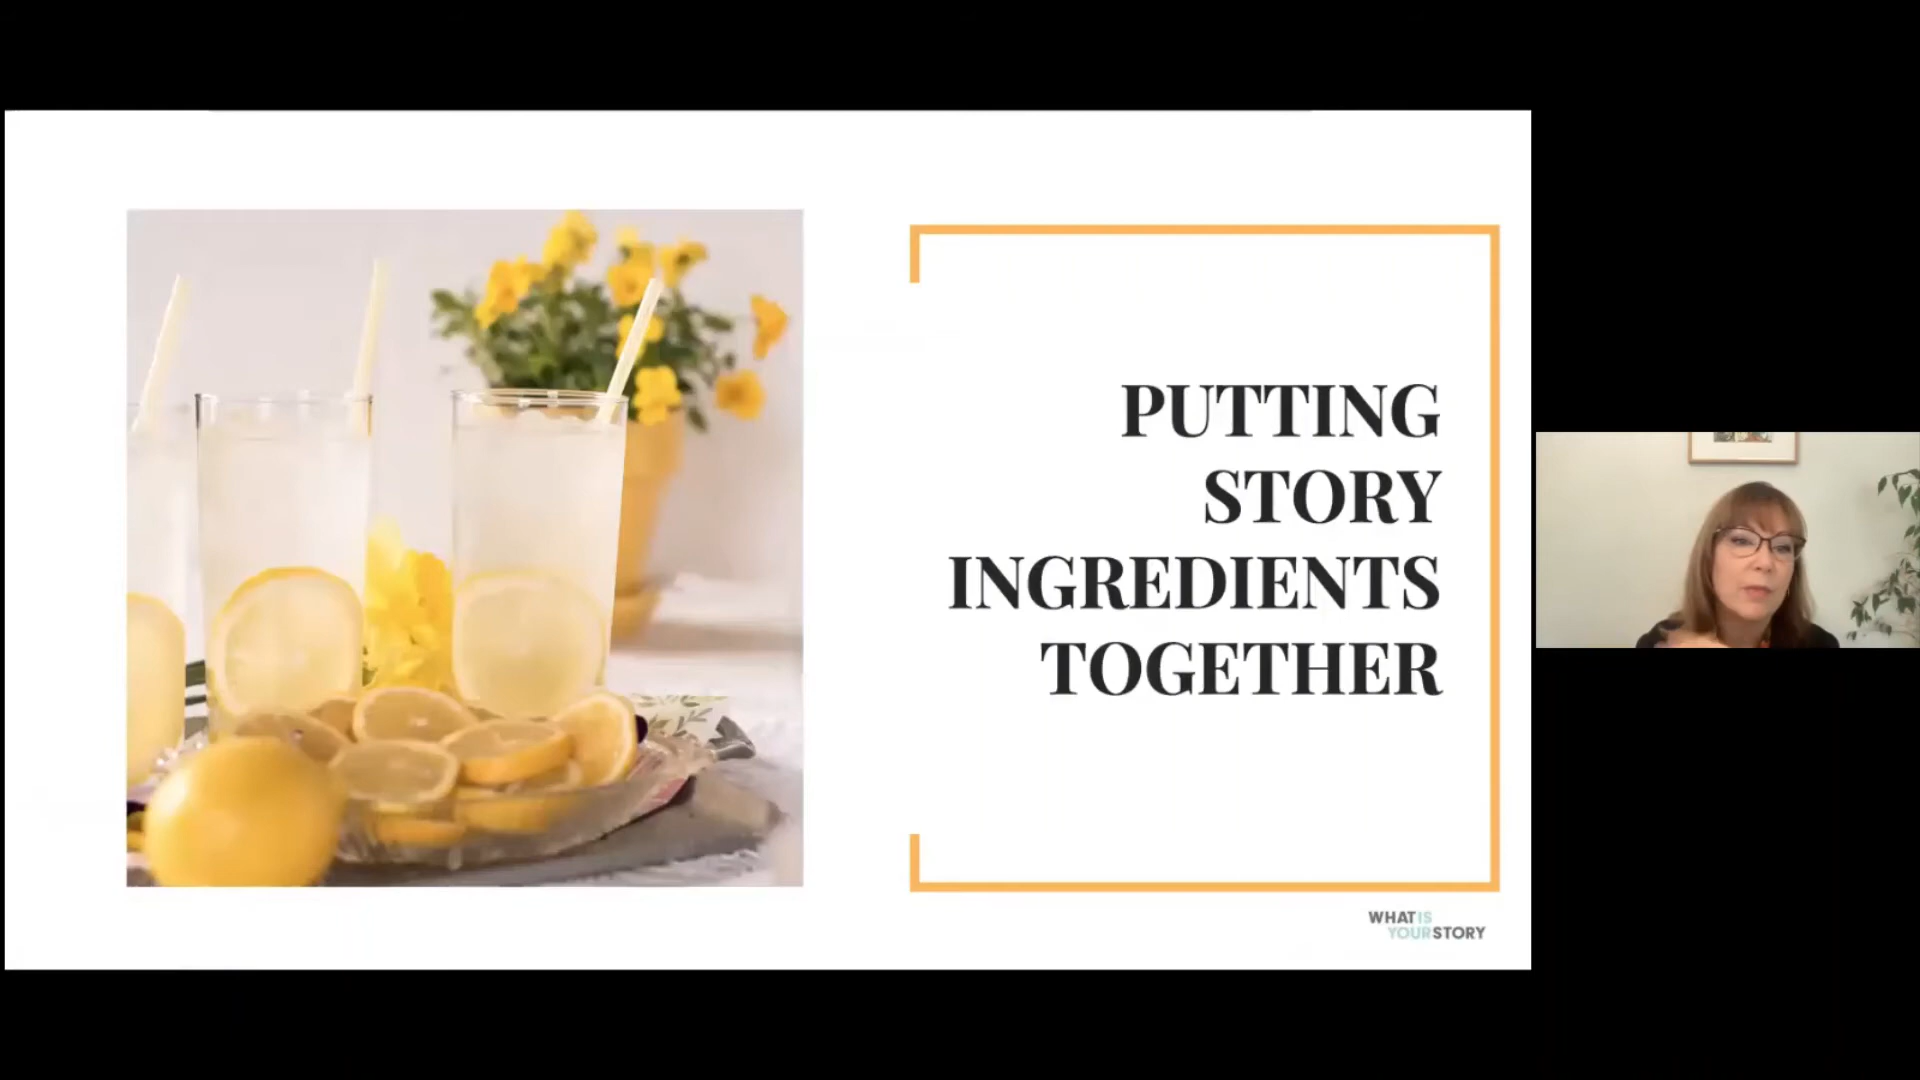 PUTTING
STORY
INGREDIENTS
TOGETHER
WHAT IS
YOUR STORY